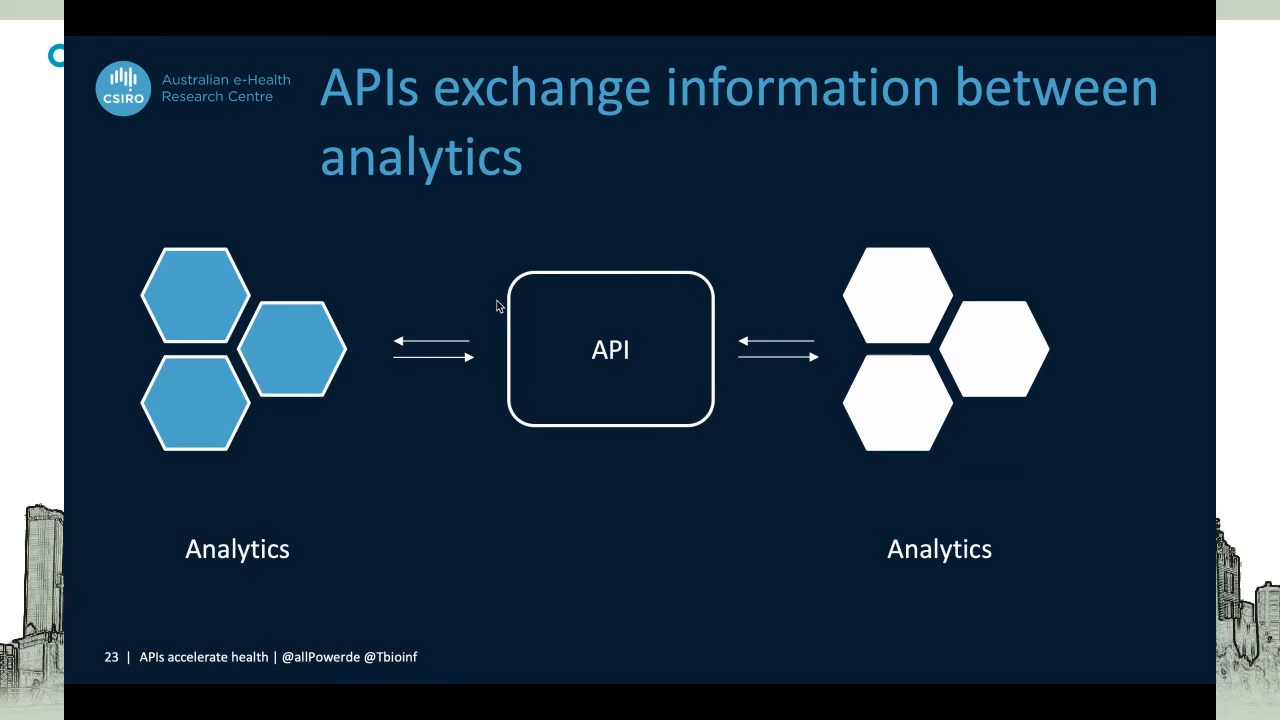 CSIRO
Australian e-Health
Research Centre
APIs exchange information between
analytics
API
Analytics
Analytics
23 | APIs accelerate health | @allPowerde @Tbioinf